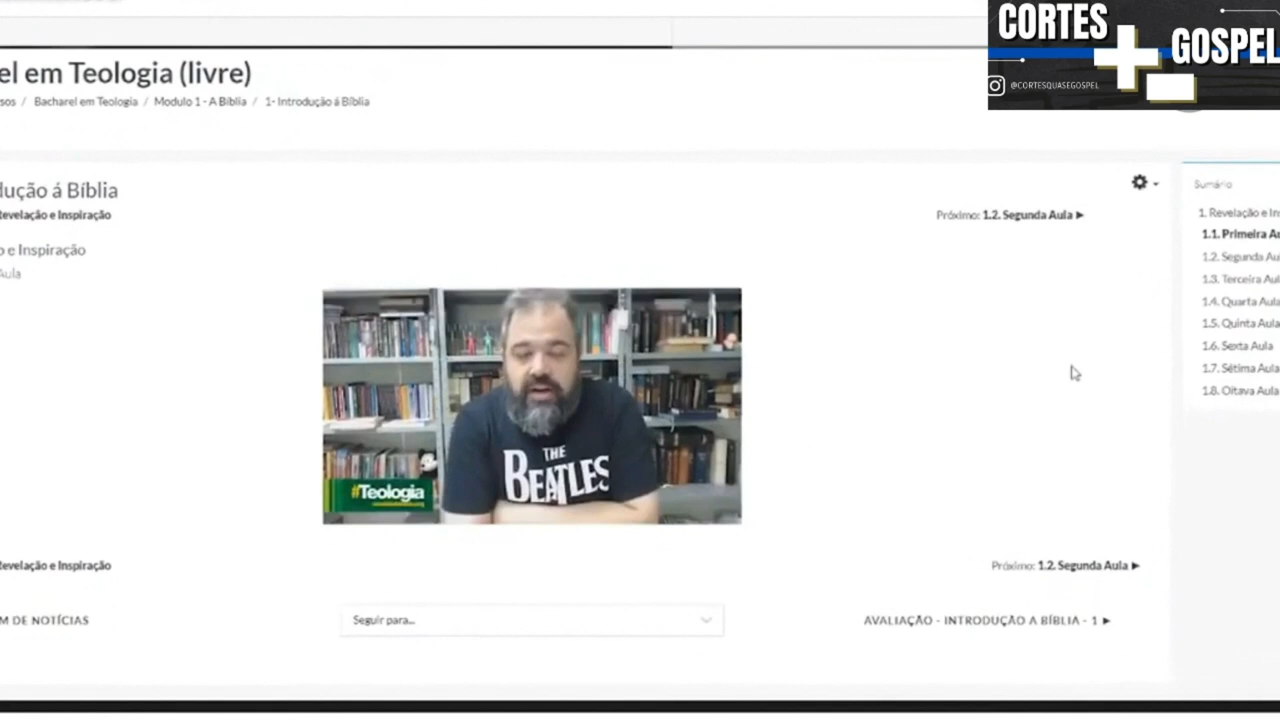 CORTES
GOSPEL
@CORTESQUASEGOSPEL
el em Teologia (livre)
sos / Bacharel em Teologia / Modulo 1 - A Bíblia / 1- Introdução á Bíblia
dução á Bíblia
Revelação e Inspiração
Próximo: 1.2. Segunda Aula ►
o e Inspiração
Aula
Sumário
1. Revelação e In
1.1. Primeira Au
1.2. Segunda Au
1.3. Terceira Aul
1.4. Quarta Aula
1.5. Quinta Aula
1.6. Sexta Aula
1.7. Sétima Aula
1.8. Oitava Aula
THE
BEATLES
#Teologia
Revelação e Inspiração
Próximo: 1.2. Segunda Aula ►
M DE NOTÍCIAS
Seguir para...
AVALIAÇÃO - INTRODUÇÃO A BÍBLIA - 1 ►